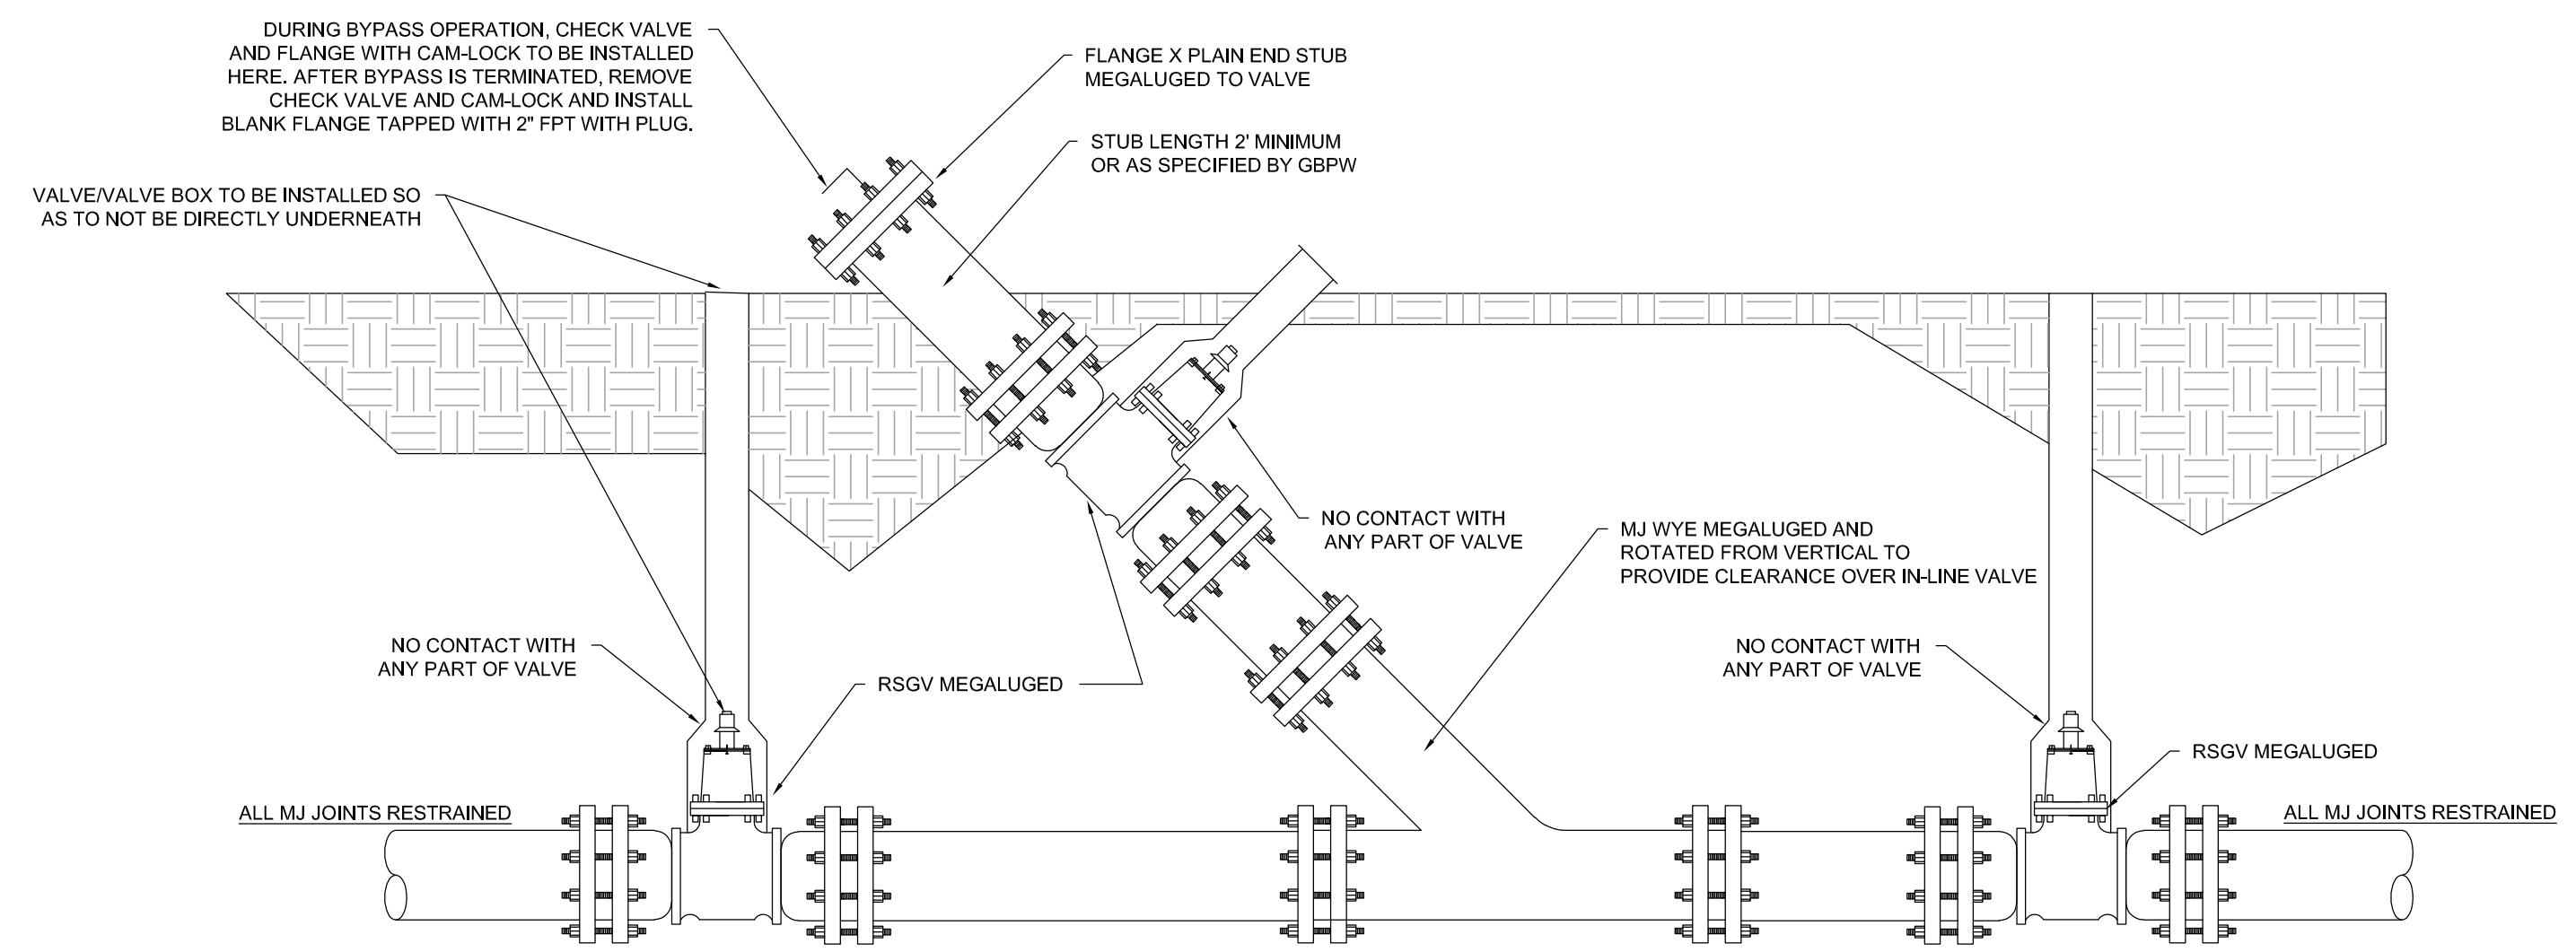 DURING BYPASS OPERATION, CHECK VALVE
AND FLANGE WITH CAM-LOCK TO BE INSTALLED
HERE. AFTER BYPASS IS TERMINATED, REMOVE
CHECK VALVE AND CAM-LOCK AND INSTALL
BLANK FLANGE TAPPED WITH 2" FPT WITH PLUG.
FLANGE X PLAIN END STUB
MEGALUGED TO VALVE
STUB LENGTH 2' MINIMUM
OR AS SPECIFIED BY GBPW
VALVE/VALVE BOX TO BE INSTALLED SO
AS TO NOT BE DIRECTLY UNDERNEATH
NO CONTACT WITH
ANY PART OF VALVE
MJ WYE MEGALUGED AND
ROTATED FROM VERTICAL TO
PROVIDE CLEARANCE OVER IN-LINE VALVE
NO CONTACT WITH
ANY PART OF VALVE
RSGV MEGALUGED
NO CONTACT WITH
ANY PART OF VALVE
RSGV MEGALUGED
ALL MJ JOINTS RESTRAINED
ALL MJ JOINTS RESTRAINED